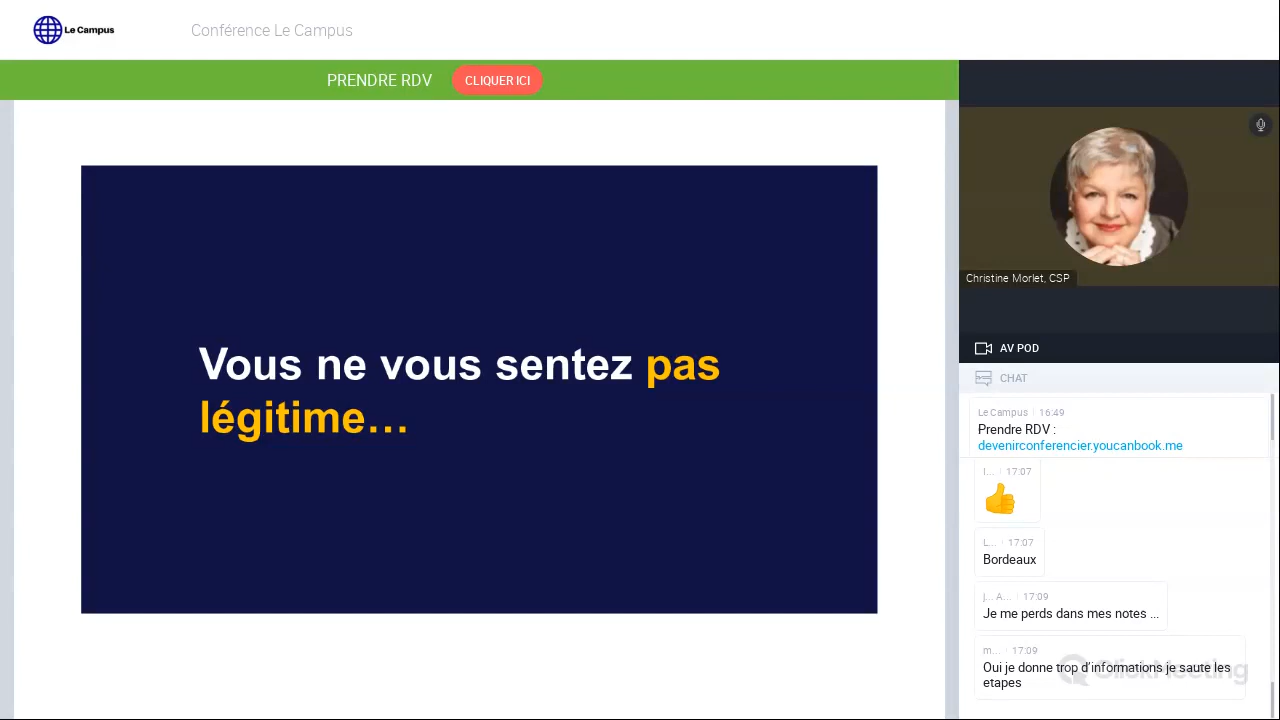 Le Campus
Conférence Le Campus
PRENDRE RDV
CLIQUER ICI
Vous ne vous sentez pas
légitime…
Christine Morlet, CSP
AV POD
CHAT
Le Campus 16:49
Prendre RDV :
devenirconferencier.youcanbook.me
I... 17:07
L... 17:07
Bordeaux
j... A... 17:09
Je me perds dans mes notes ...
m... 17:09
Oui je donne trop d'informations je saute les
etapes
ClickMeeting